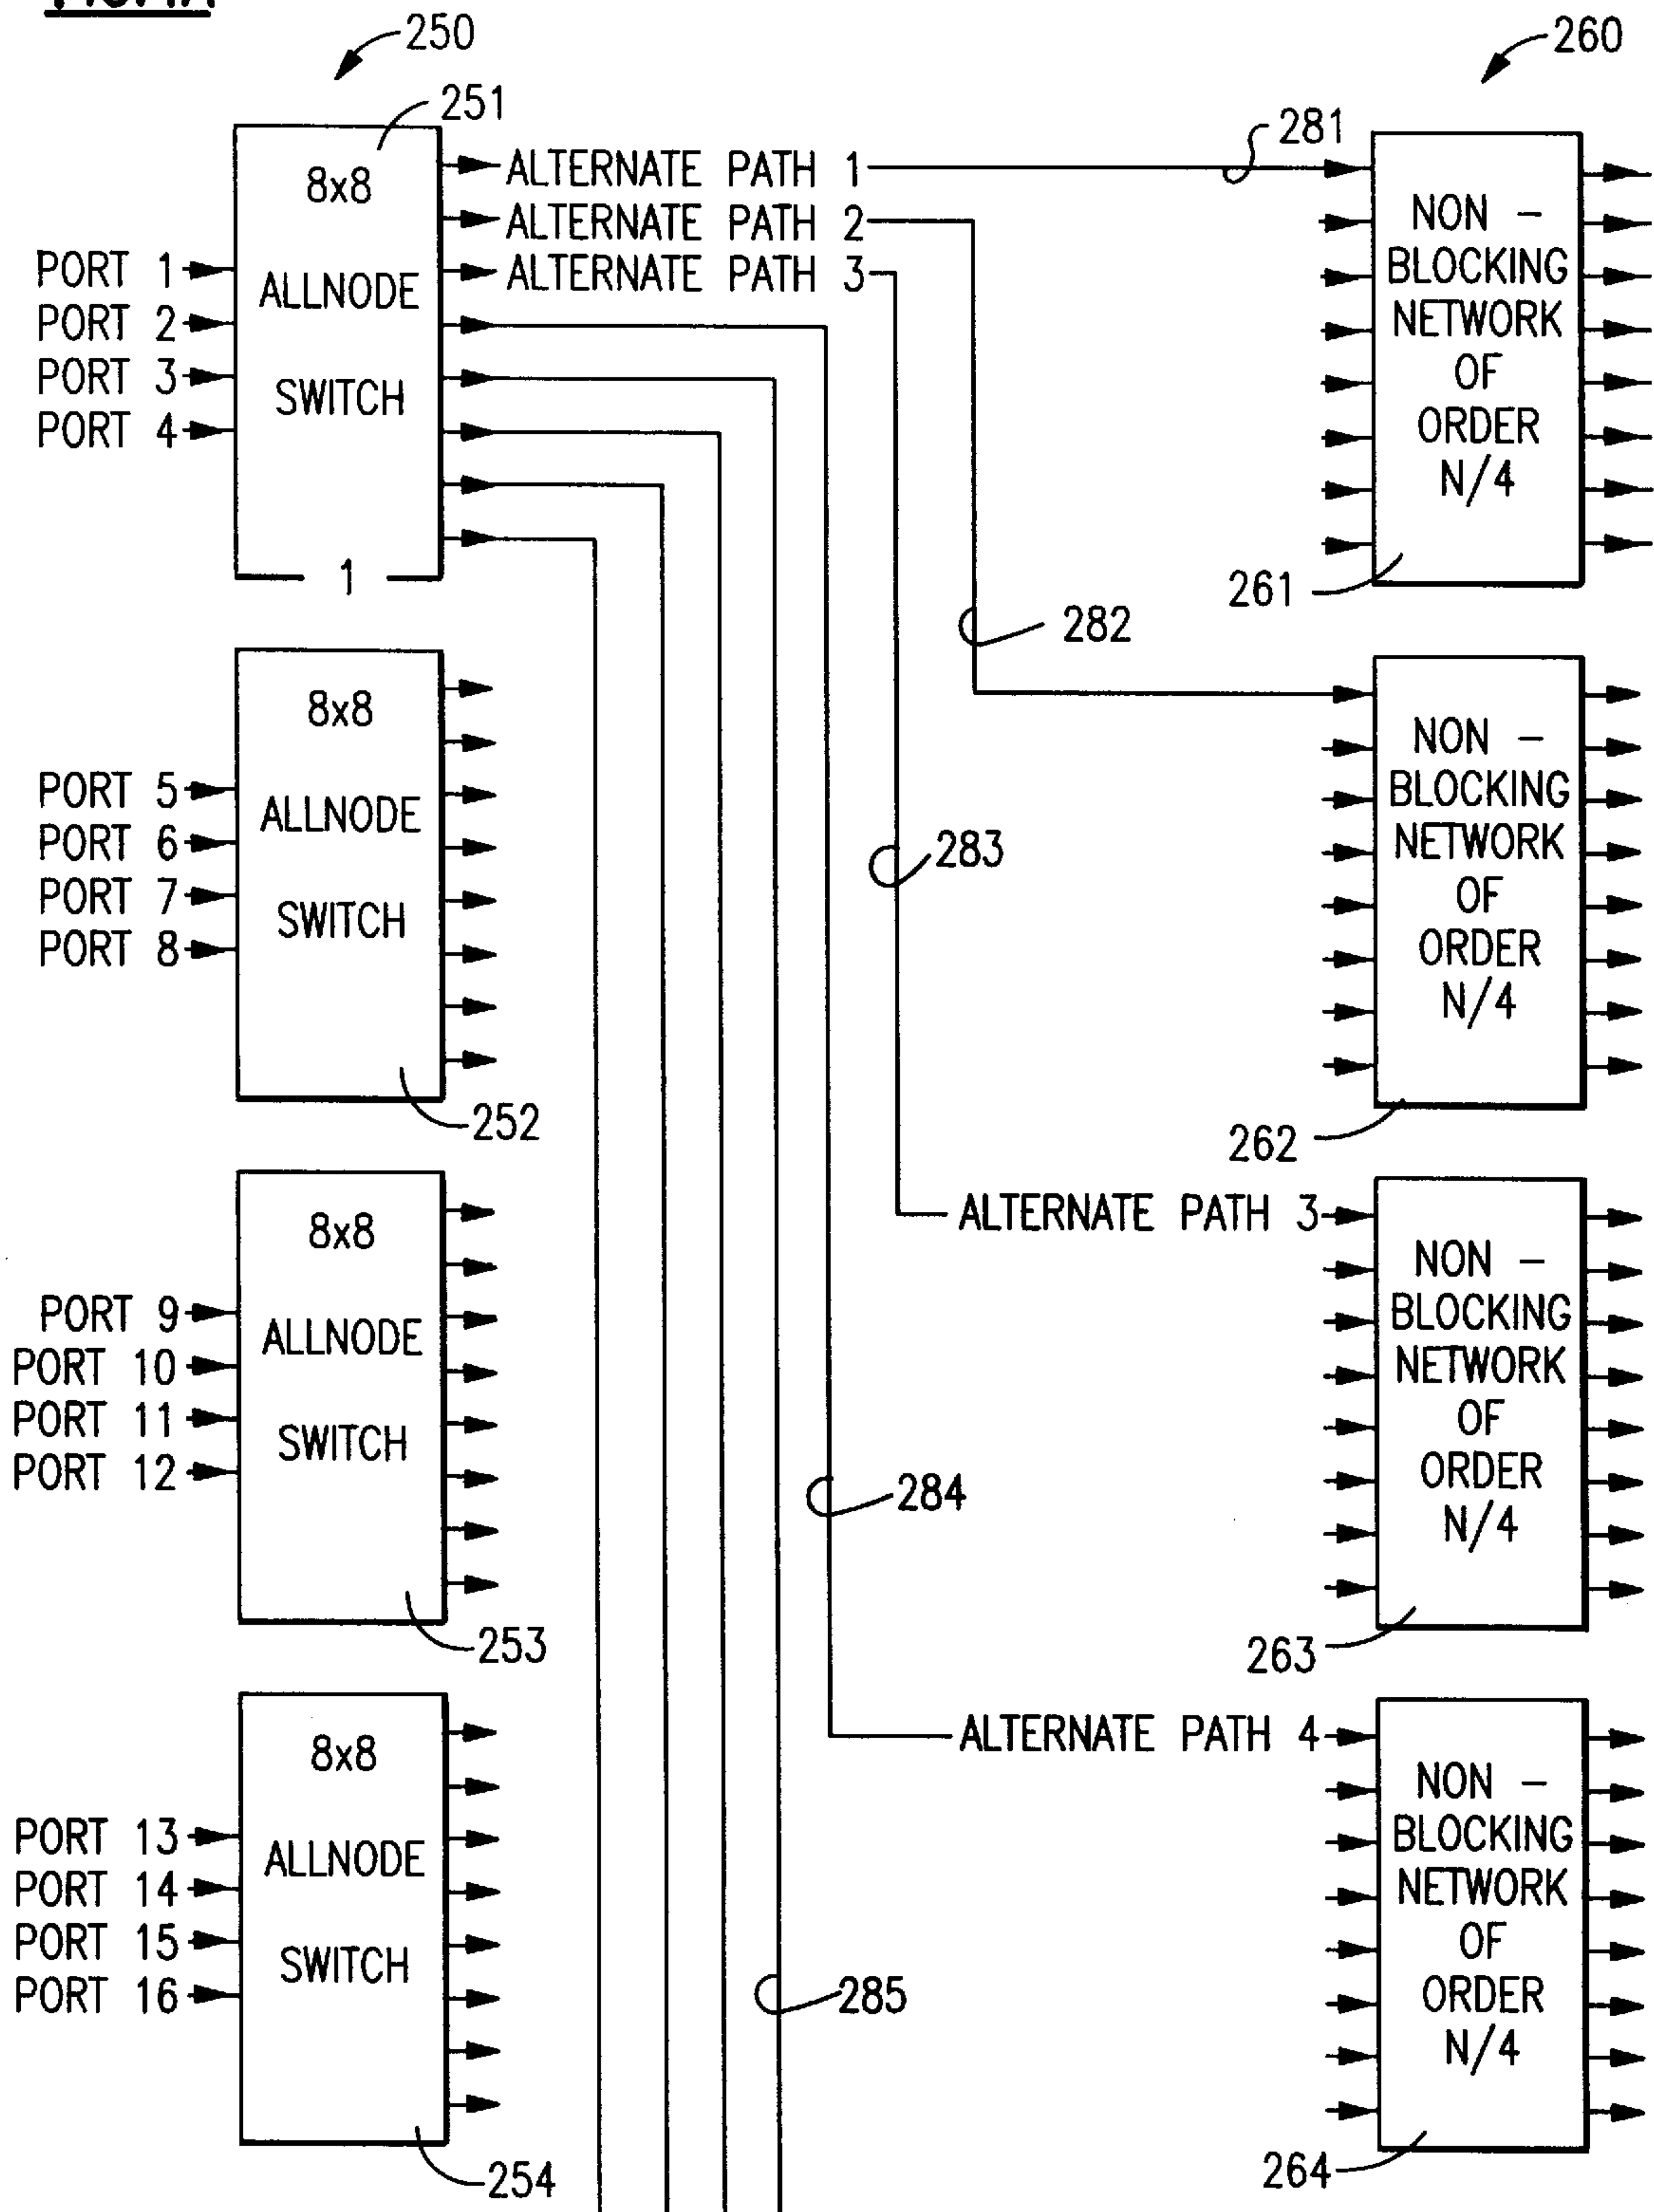 250
260
251
281
8x8
ALLNODE
SWITCH
1
PORT 1
PORT 2
PORT 3
PORT 4
ALTERNATE PATH 1
ALTERNATE PATH 2
ALTERNATE PATH 3
NON -
BLOCKING
NETWORK
OF
ORDER
N/4
261
282
8x8
ALLNODE
SWITCH
PORT 5
PORT 6
PORT 7
PORT 8
252
283
NON -
BLOCKING
NETWORK
OF
ORDER
N/4
262
8x8
ALLNODE
SWITCH
PORT 9
PORT 10
PORT 11
PORT 12
253
ALTERNATE PATH 3
284
NON -
BLOCKING
NETWORK
OF
ORDER
N/4
263
8x8
ALLNODE
SWITCH
PORT 13
PORT 14
PORT 15
PORT 16
254
ALTERNATE PATH 4
285
NON -
BLOCKING
NETWORK
OF
ORDER
N/4
264